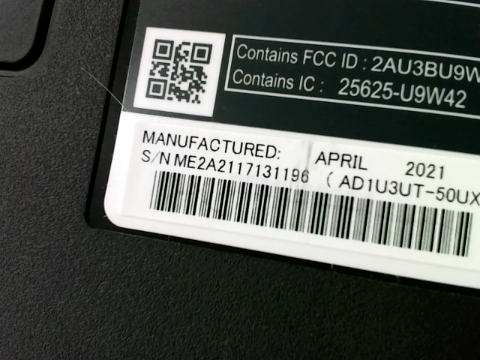 Contains FCC ID : 2AU3BU9W
Contains IC : 25625-U9W42
MANUFACTURED: APRIL 2021
S/N ME2A2117131196 ( AD1U3UT-50UX